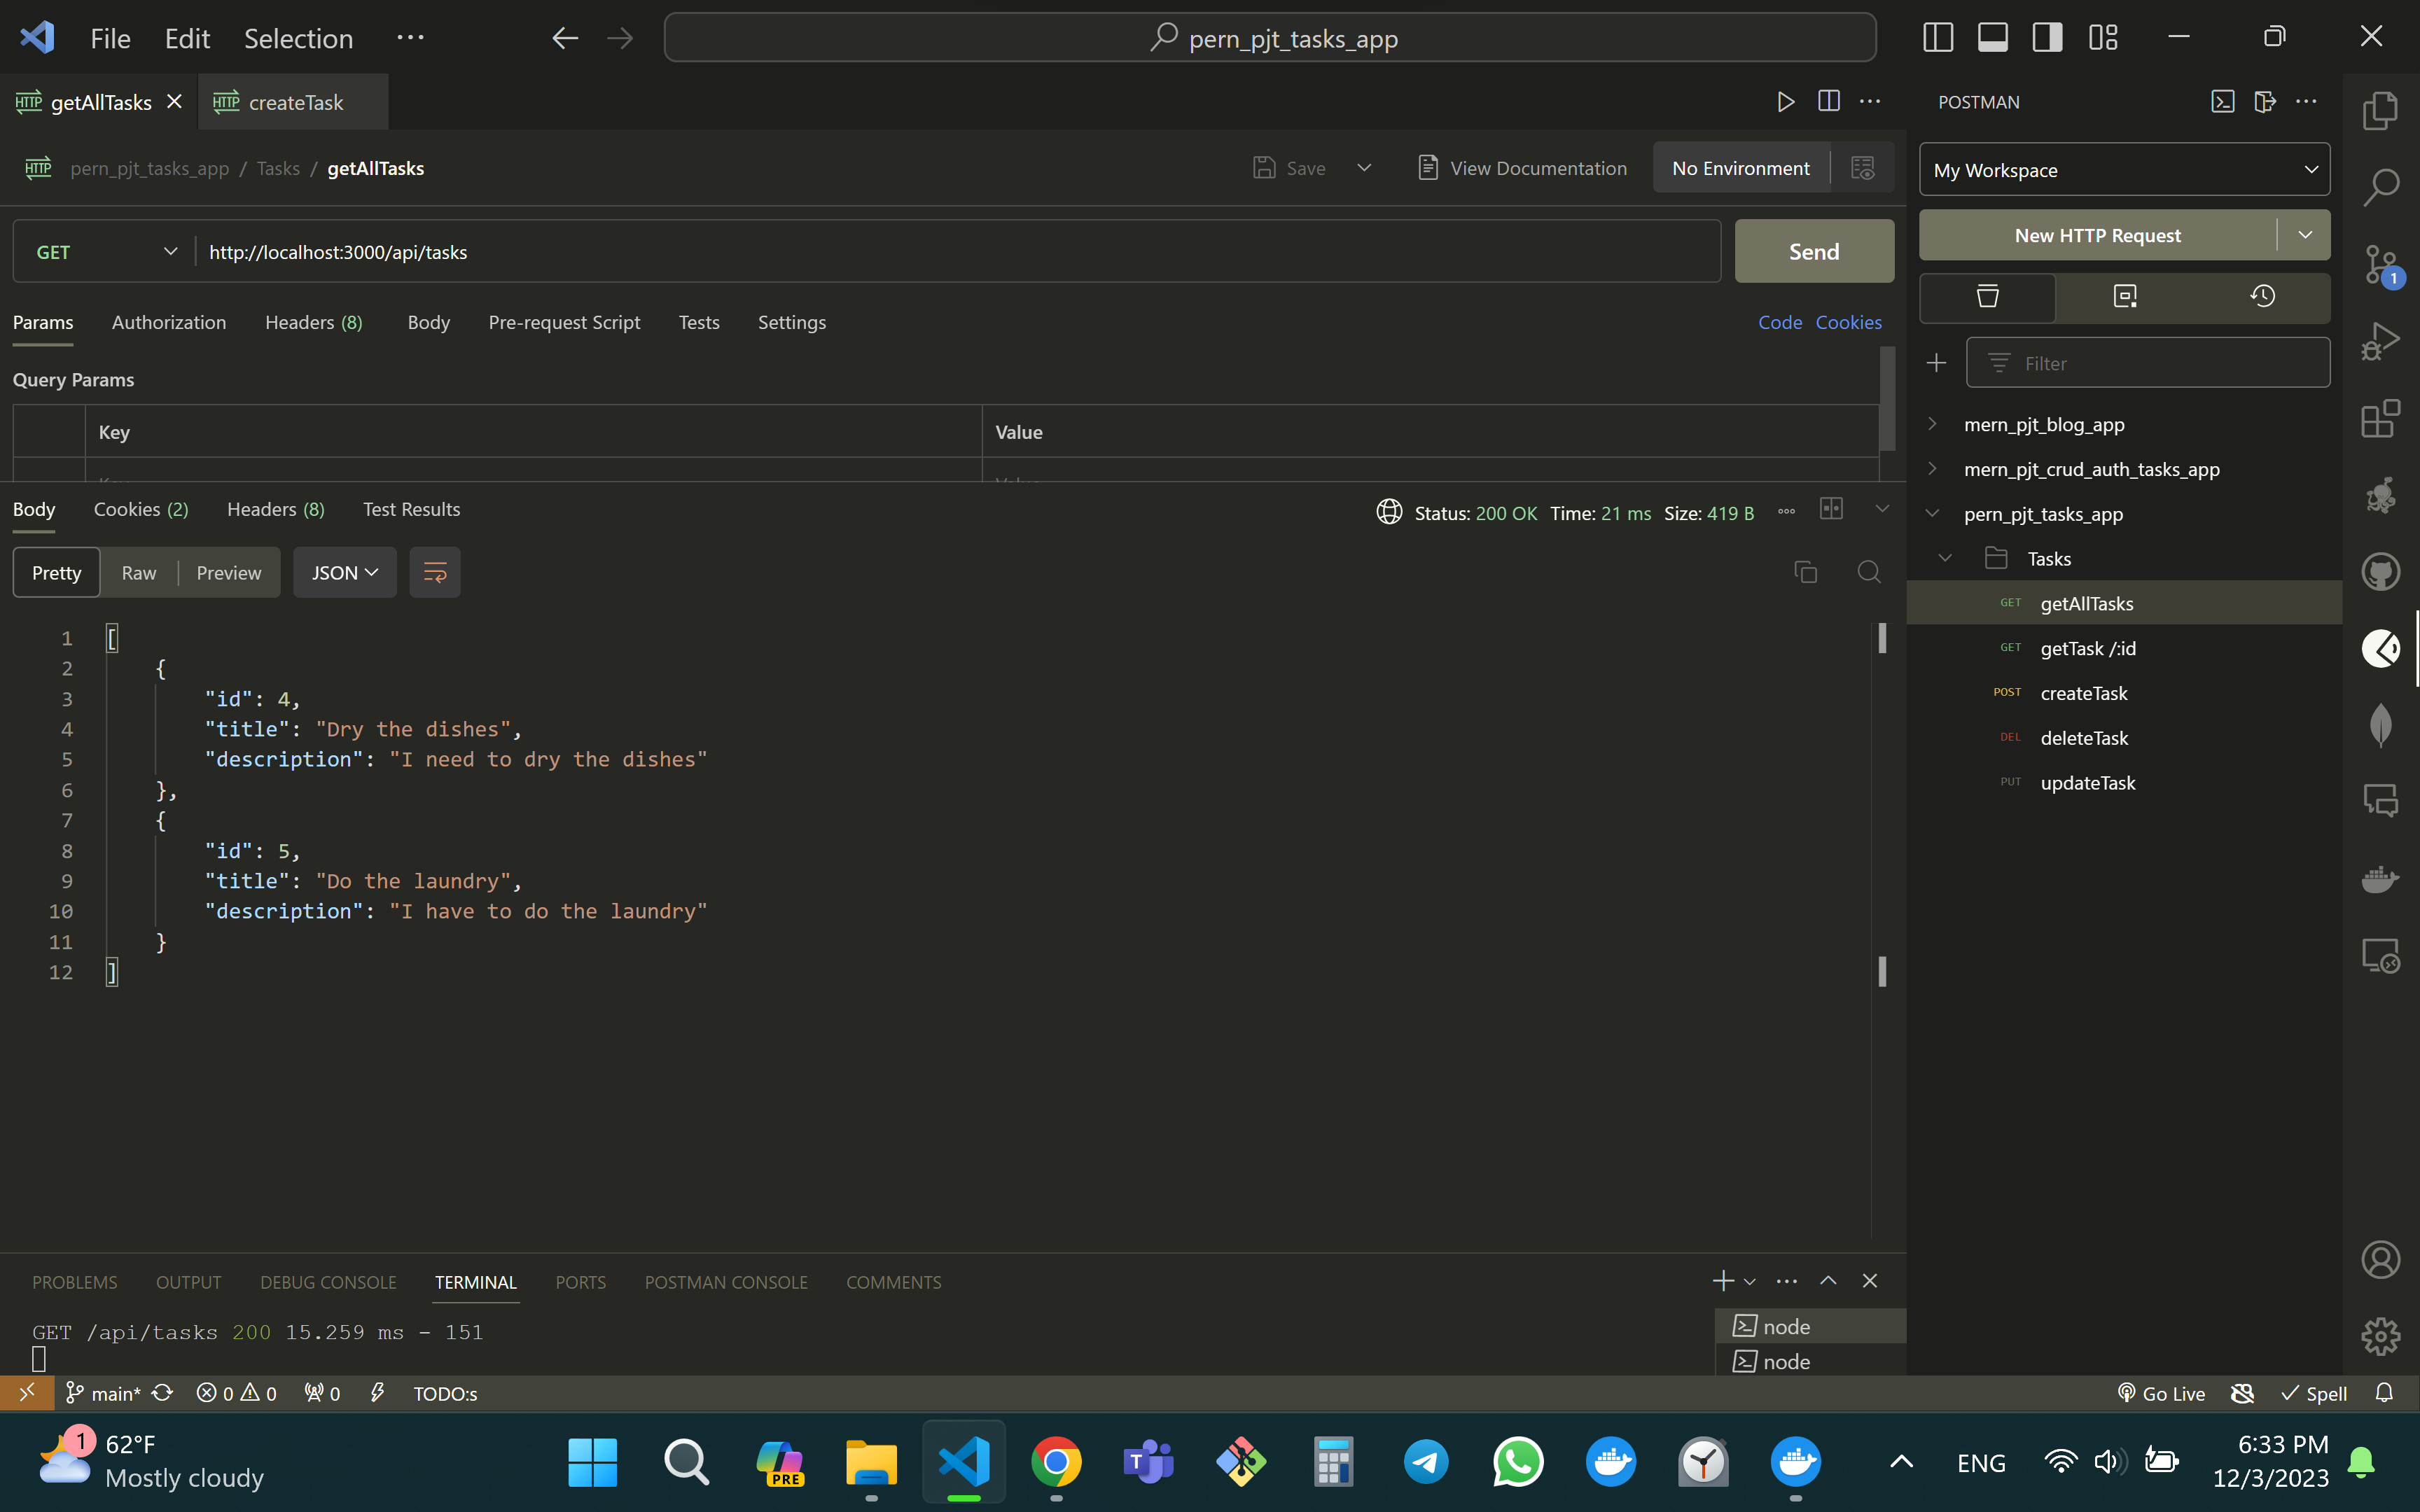 File Edit Selection ···
pern_pjt_tasks_app
HTTP getAllTasks
HTTP createTask
HTTP pern_pjt_tasks_app / Tasks / getAllTasks
Save
View Documentation
No Environment
GET
http://localhost:3000/api/tasks
Send
Params Authorization Headers (8) Body Pre-request Script Tests Settings
Code Cookies
Query Params
Key Value
Body Cookies (2) Headers (8) Test Results
Status: 200 OK Time: 21 ms Size: 419 B
Pretty Raw Preview JSON
1 [
2 {
3 "id": 4,
4 "title": "Dry the dishes",
5 "description": "I need to dry the dishes"
6 },
7 {
8 "id": 5,
9 "title": "Do the laundry",
10 "description": "I have to do the laundry"
11 }
12 ]
PROBLEMS OUTPUT DEBUG CONSOLE TERMINAL PORTS POSTMAN CONSOLE COMMENTS
GET /api/tasks 200 15.259 ms - 151
node
node
POSTMAN
My Workspace
New HTTP Request
Filter
mern_pjt_blog_app
mern_pjt_crud_auth_tasks_app
pern_pjt_tasks_app
Tasks
GET getAllTasks
GET getTask /:id
POST createTask
DEL deleteTask
PUT updateTask
1
main* 0 0 0 TODO:s
Go Live Spell
1
62°F
Mostly cloudy
PRE
T
ENG
6:33 PM
12/3/2023